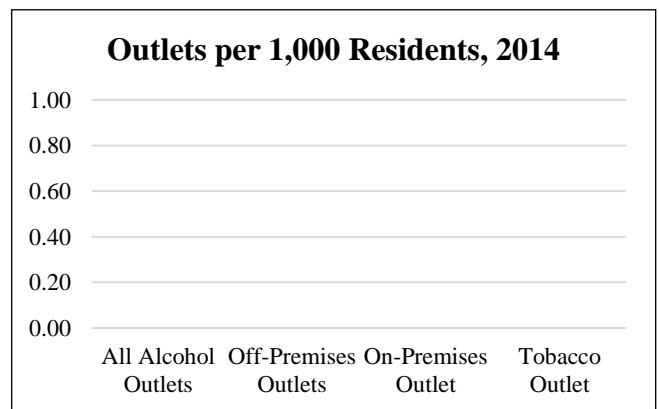 Outlets per 1,000 Residents, 2014
1.00
0.80
0.60
0.40
0.20
0.00
All Alcohol Off-Premises On-Premises Tobacco
Outlets Outlets Outlet Outlet